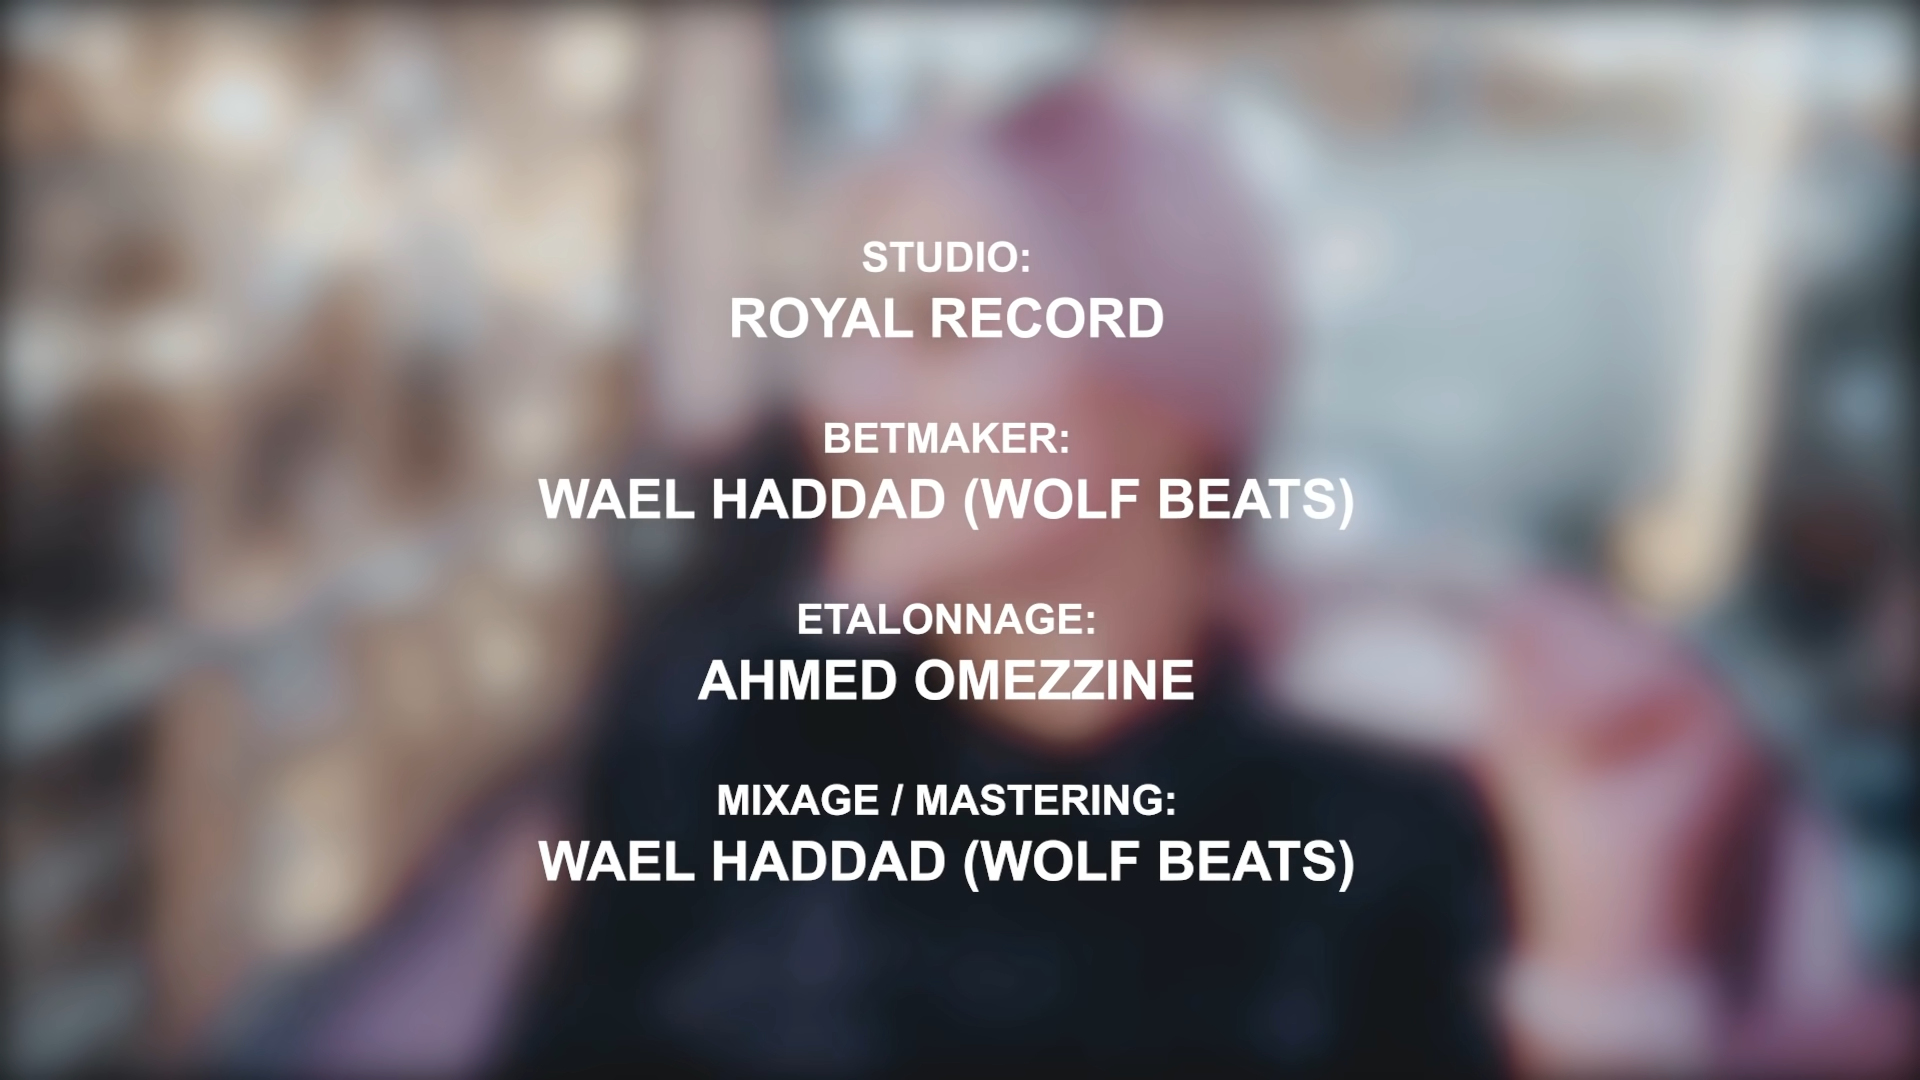 STUDIO:
ROYAL RECORD
BETMAKER:
WAEL HADDAD (WOLF BEATS)
ETALONNAGE:
AHMED OMEZZINE
MIXAGE / MASTERING:
WAEL HADDAD (WOLF BEATS)